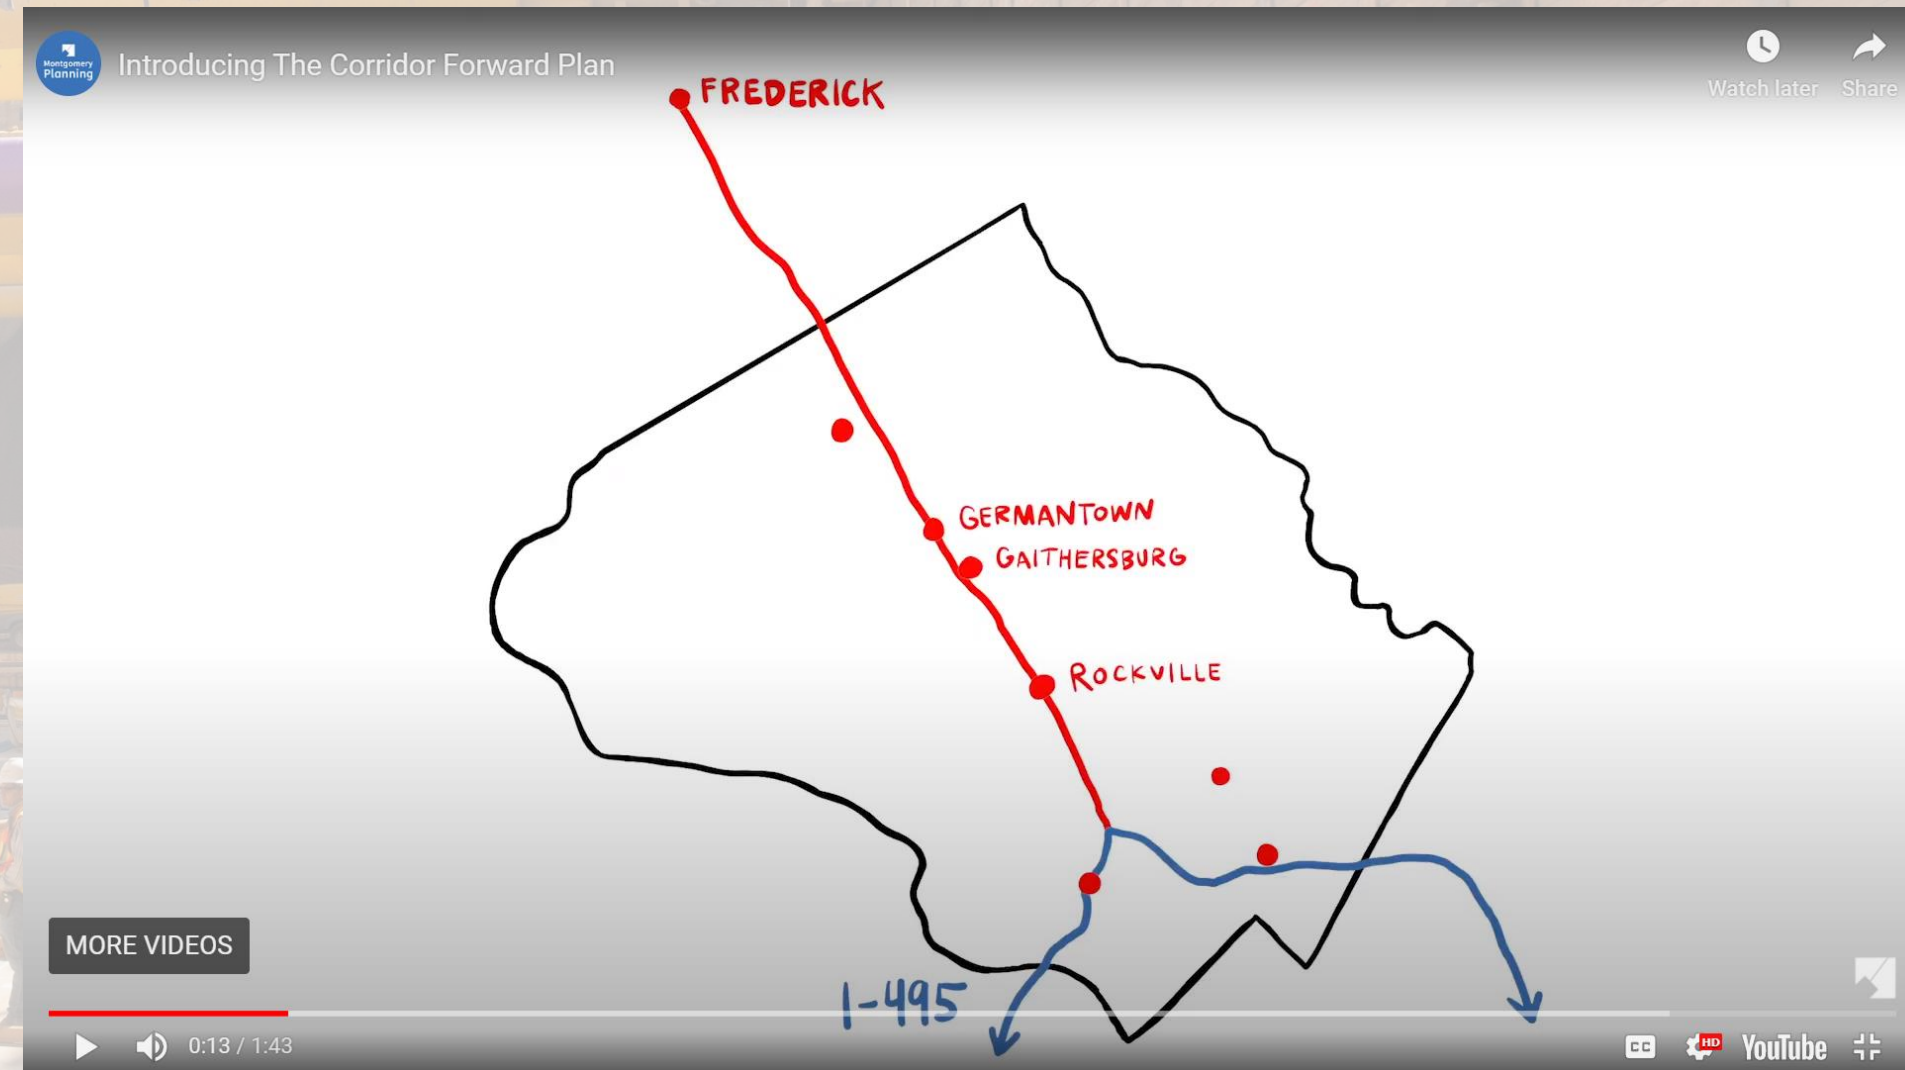 Montgomery
Planning
Introducing The Corridor Forward Plan
Watch later
Share
FREDERICK
GERMANTOWN
GAITHERSBURG
ROCKVILLE
MORE VIDEOS
I-495
0:13 / 1:43
CC
HD
YouTube